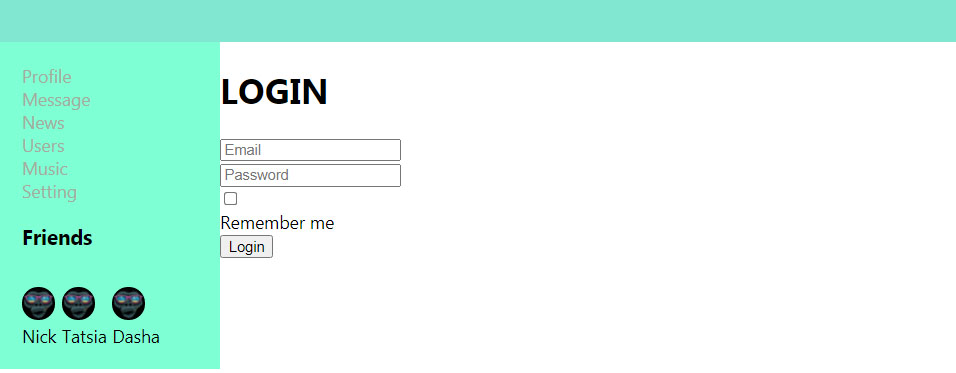 Profile
Message
News
Users
Music
Setting
Friends
Nick Tatsia Dasha
LOGIN
Email
Password
Remember me
Login